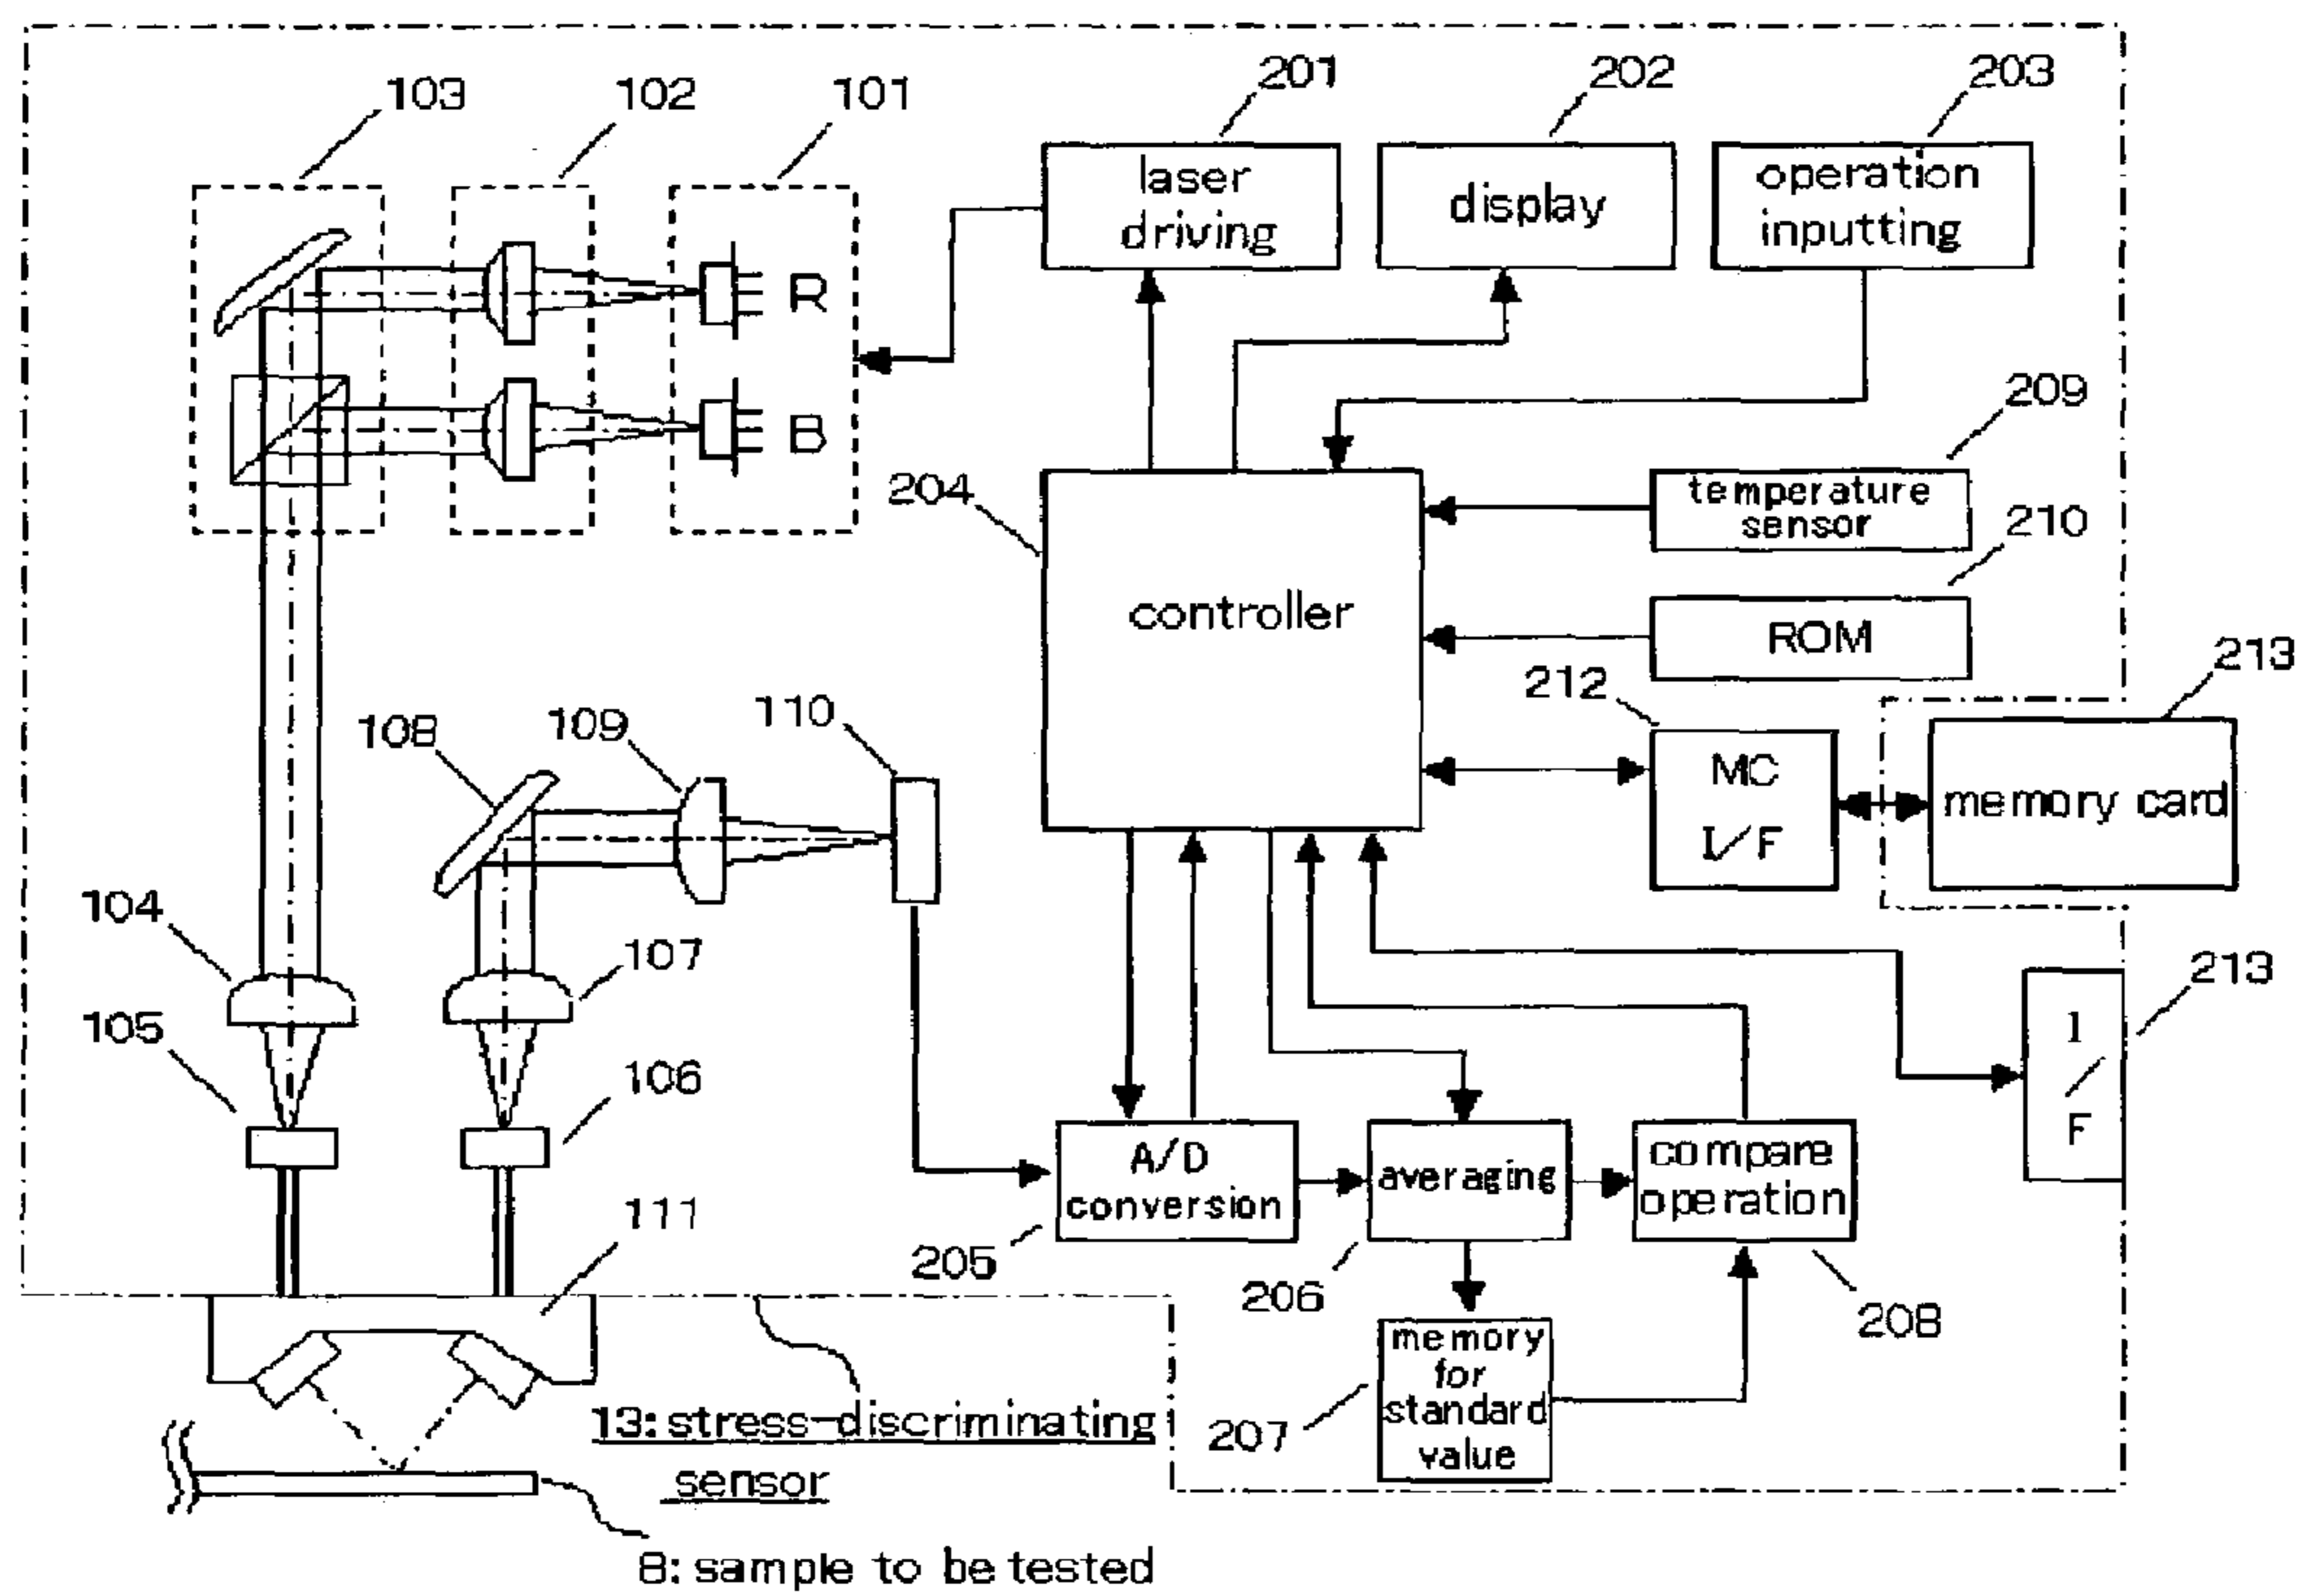 201
202
203
103
102
101
laser
driving
display
operation
inputting
R
B
209
204
temperature
sensor
210
controller
ROM
213
212
110
108
109
MC
I/F
memory card
104
107
213
105
I
/
F
106
A/D
conversion
averaging
compare
operation
111
205
206
208
memory
for
standard
value
207
13: stress-discriminating
sensor
8: sample to be tested